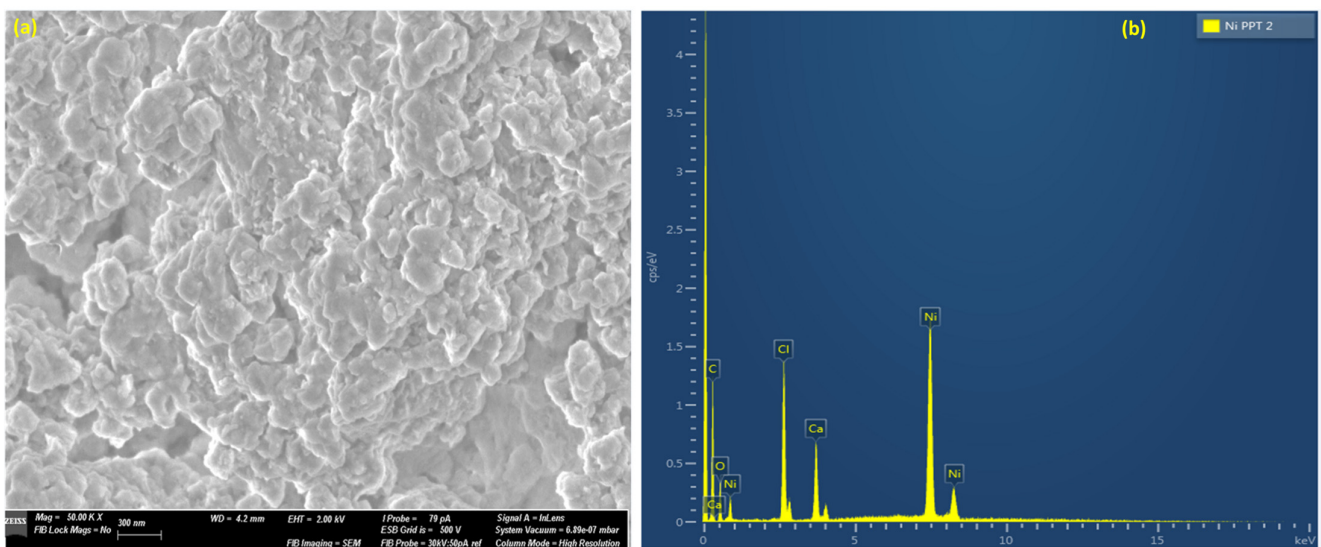 (a)
ZEISS
Mag = 50.00 K X
FIB Lock Mags = No
300 nm
WD = 4.2 mm
EHT = 2.00 kV
FIB Imaging = SEM
I Probe = 79 pA
ESB Grid is = 500 V
FIB Probe = 30kV:50pA ref
Signal A = InLens
System Vacuum = 6.89e-07 mbar
Column Mode = High Resolution
(b)
Ni PPT 2
cps/eV
4
3.5
3
2.5
2
1.5
1
0.5
0
C
O
Ca
Ni
Cl
Ca
Ni
Ni
0
5
10
15
keV